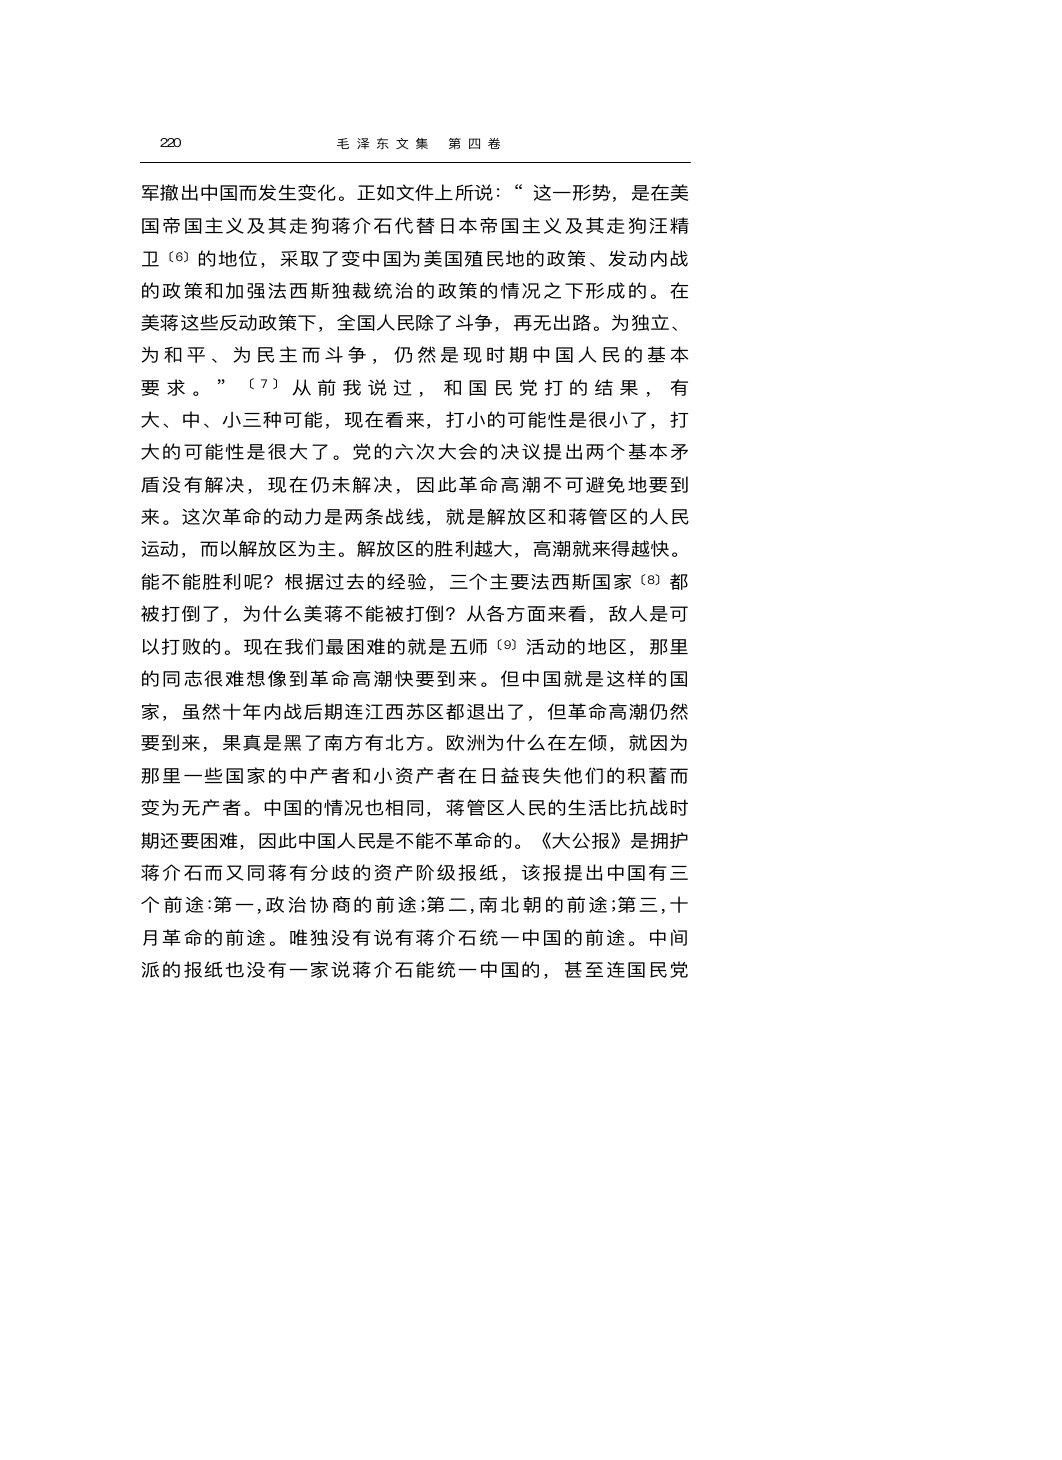 220 毛泽东文集 第四卷
军撤出中国而发生变化。正如文件上所说：“这一形势，是在美
国帝国主义及其走狗蒋介石代替日本帝国主义及其走狗汪精
卫〔6〕的地位，采取了变中国为美国殖民地的政策、发动内战
的政策和加强法西斯独裁统治的政策的情况之下形成的。在
美蒋这些反动政策下，全国人民除了斗争，再无出路。为独立、
为和平、为民主而斗争，仍然是现时期中国人民的基本
要求。”〔7〕从前我说过，和国民党打的结果，有
大、中、小三种可能，现在看来，打小的可能性是很小了，打
大的可能性是很大了。党的六次大会的决议提出两个基本矛
盾没有解决，现在仍未解决，因此革命高潮不可避免地要到
来。这次革命的动力是两条战线，就是解放区和蒋管区的人民
运动，而以解放区为主。解放区的胜利越大，高潮就来得越快。
能不能胜利呢？根据过去的经验，三个主要法西斯国家〔8〕都
被打倒了，为什么美蒋不能被打倒？从各方面来看，敌人是可
以打败的。现在我们最困难的就是五师〔9〕活动的地区，那里
的同志很难想像到革命高潮快要到来。但中国就是这样的国
家，虽然十年内战后期连江西苏区都退出了，但革命高潮仍然
要到来，果真是黑了南方有北方。欧洲为什么在左倾，就因为
那里一些国家的中产者和小资产者在日益丧失他们的积蓄而
变为无产者。中国的情况也相同，蒋管区人民的生活比抗战时
期还要困难，因此中国人民是不能不革命的。《大公报》是拥护
蒋介石而又同蒋有分歧的资产阶级报纸，该报提出中国有三
个前途:第一,政治协商的前途;第二,南北朝的前途;第三,十
月革命的前途。唯独没有说有蒋介石统一中国的前途。中间
派的报纸也没有一家说蒋介石能统一中国的，甚至连国民党